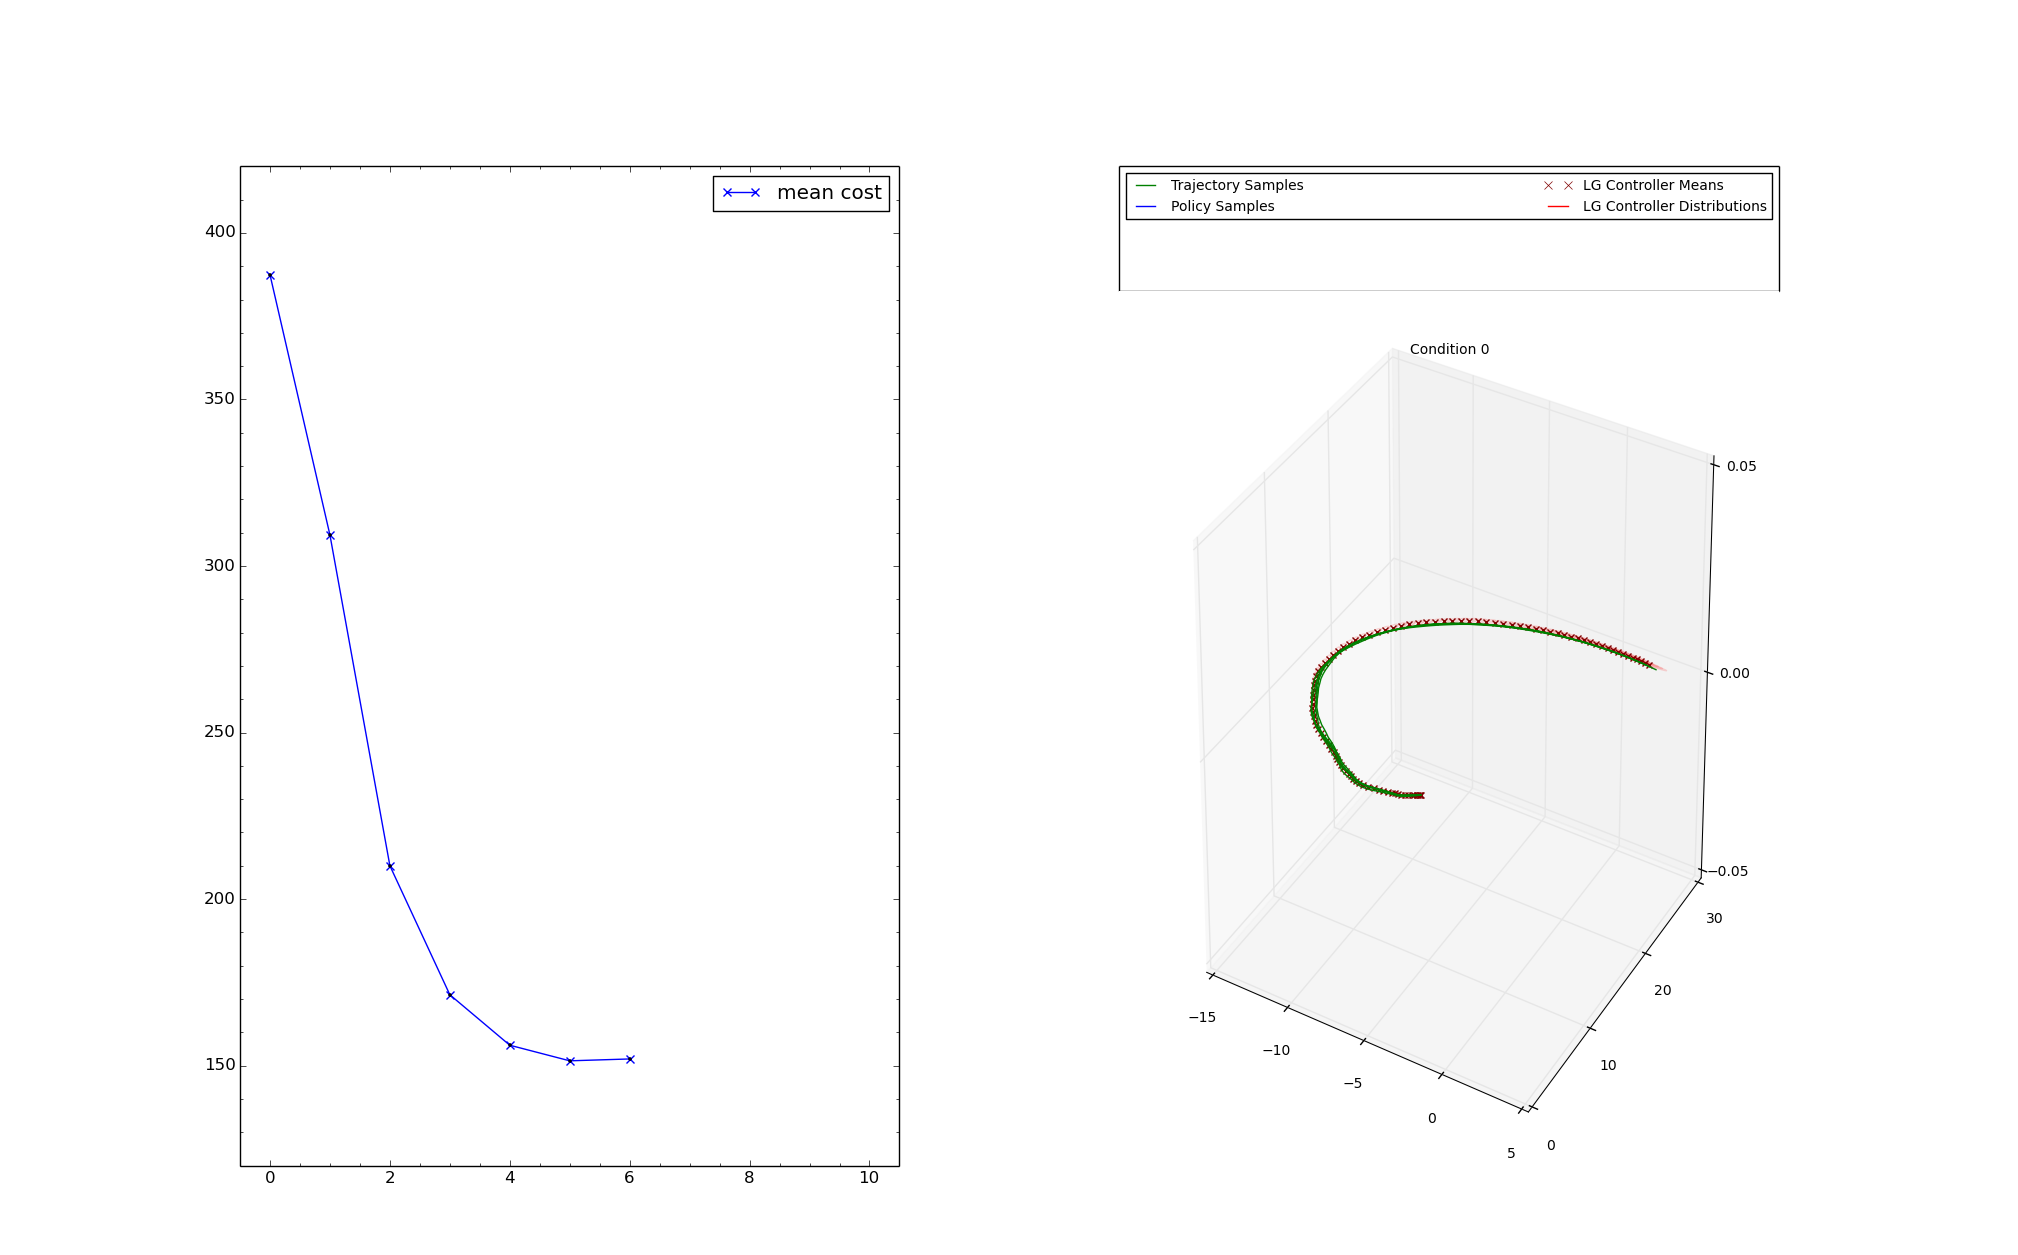 mean cost
400
350
300
250
200
150
0 2 4 6 8 10
Trajectory Samples
Policy Samples
LG Controller Means
LG Controller Distributions
Condition 0
0.05
0.00
−0.05
30
20
10
0
−15
−10
−5
0
5